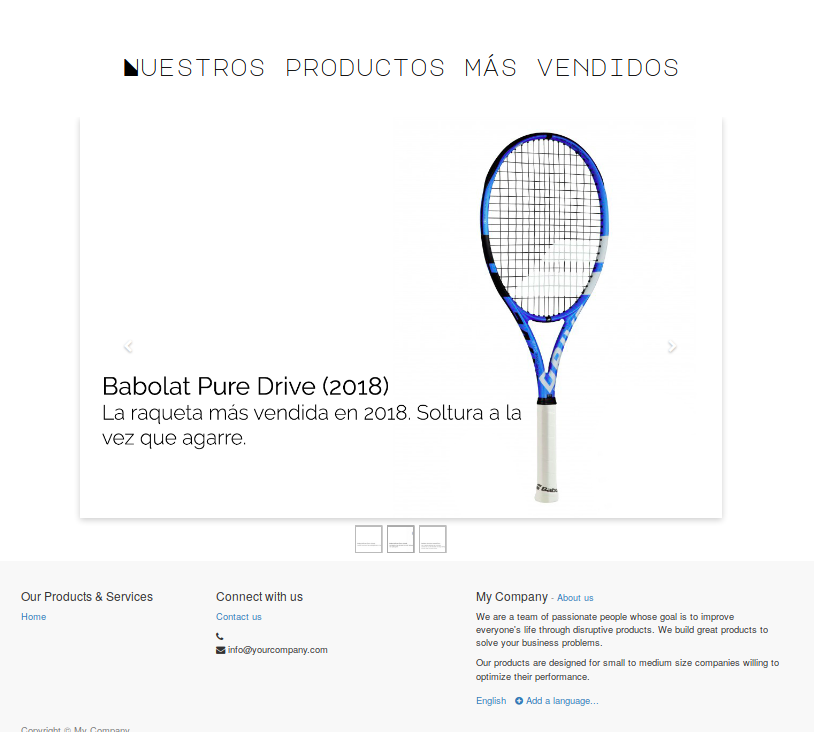 NUESTROS PRODUCTOS MÁS VENDIDOS
Babolat Pure Drive (2018)
La raqueta más vendida en 2018. Soltura a la
vez que agarre.
Our Products & Services
Home
Connect with us
Contact us
info@yourcompany.com
My Company - About us
We are a team of passionate people whose goal is to improve
everyone's life through disruptive products. We build great products to
solve your business problems.
Our products are designed for small to medium size companies willing to
optimize their performance.
English Add a language...
Copyright © My Company